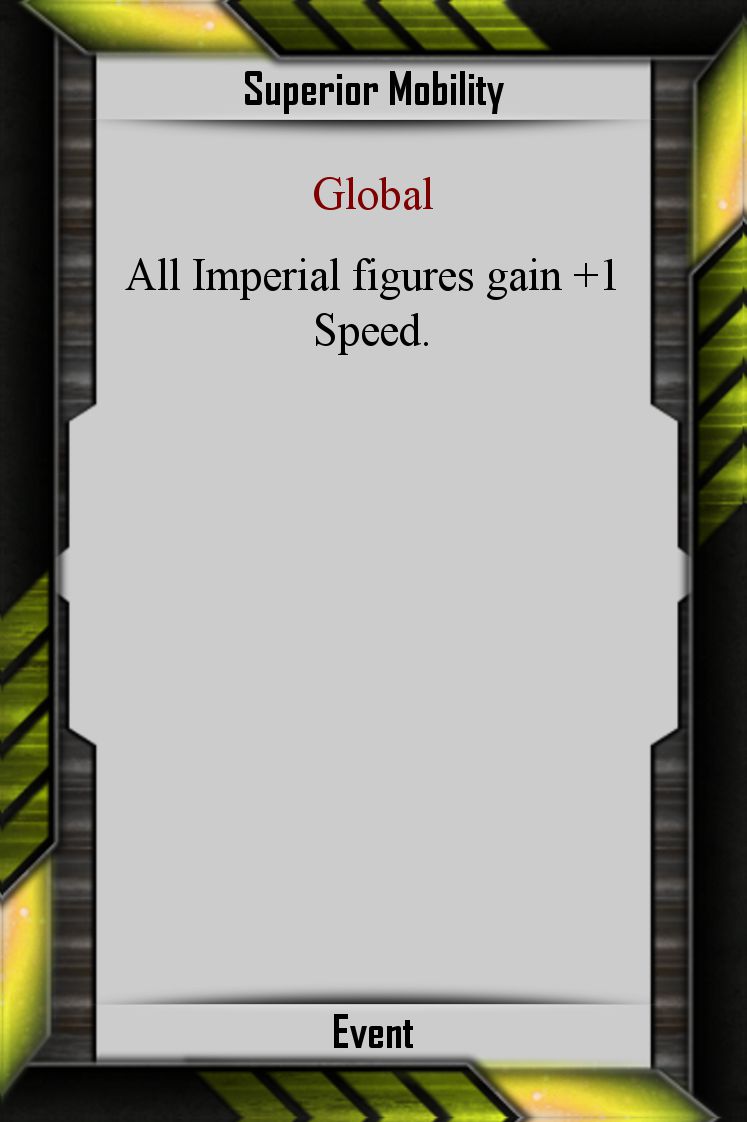 Superior Mobility
Global
All Imperial figures gain +1
Speed.
Event